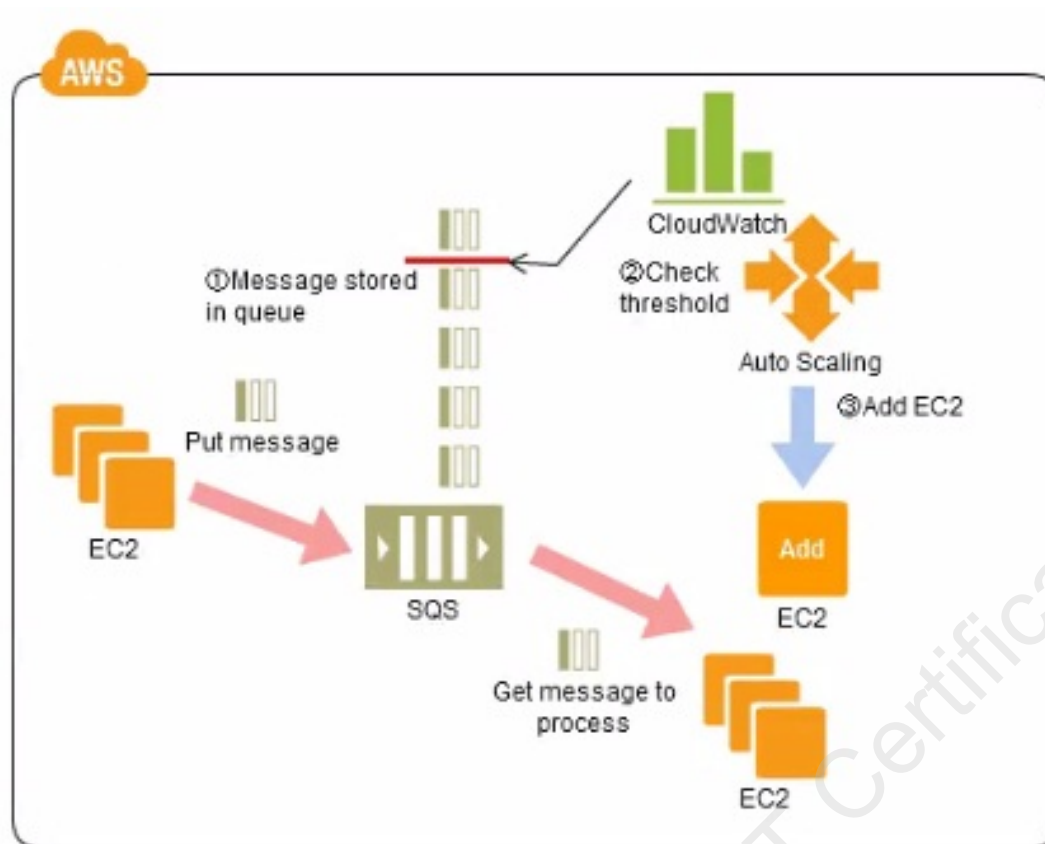 AWS
CloudWatch
①Message stored
in queue
②Check
threshold
Auto Scaling
③Add EC2
Put message
EC2
SQS
Add
EC2
Get message to
process
EC2